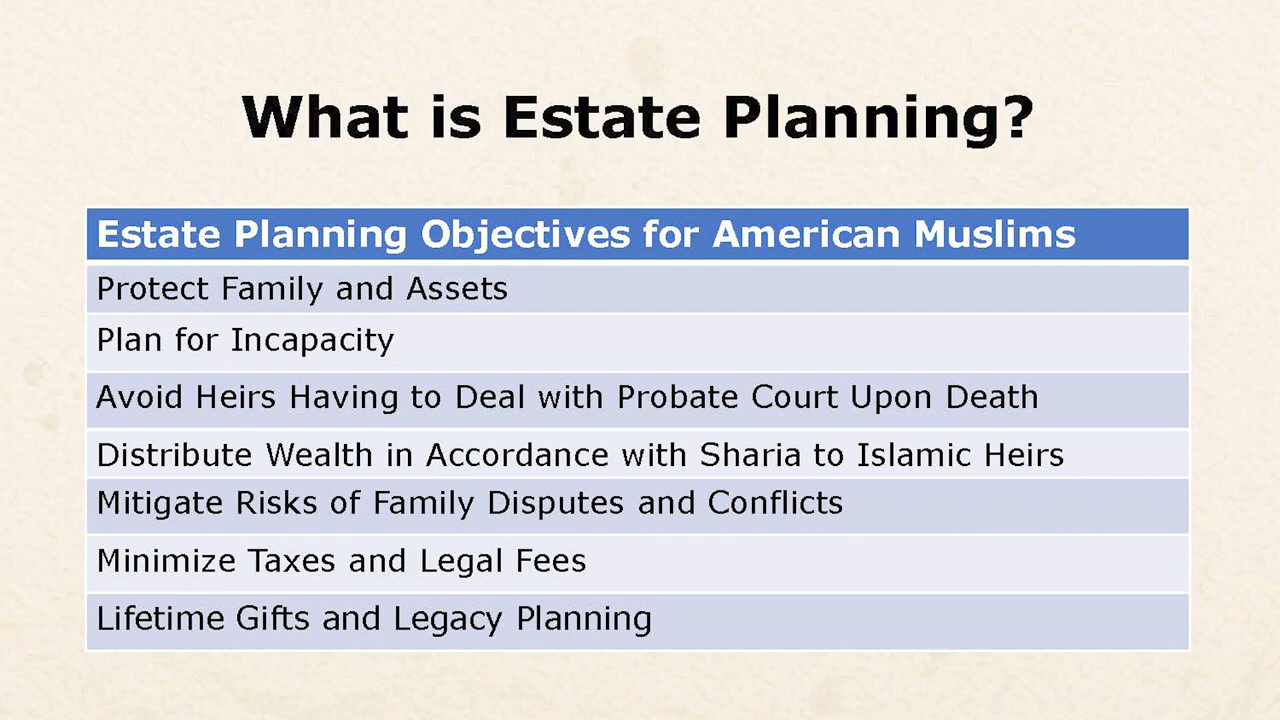 What is Estate Planning?
Estate Planning Objectives for American Muslims
Protect Family and Assets
Plan for Incapacity
Avoid Heirs Having to Deal with Probate Court Upon Death
Distribute Wealth in Accordance with Sharia to Islamic Heirs
Mitigate Risks of Family Disputes and Conflicts
Minimize Taxes and Legal Fees
Lifetime Gifts and Legacy Planning